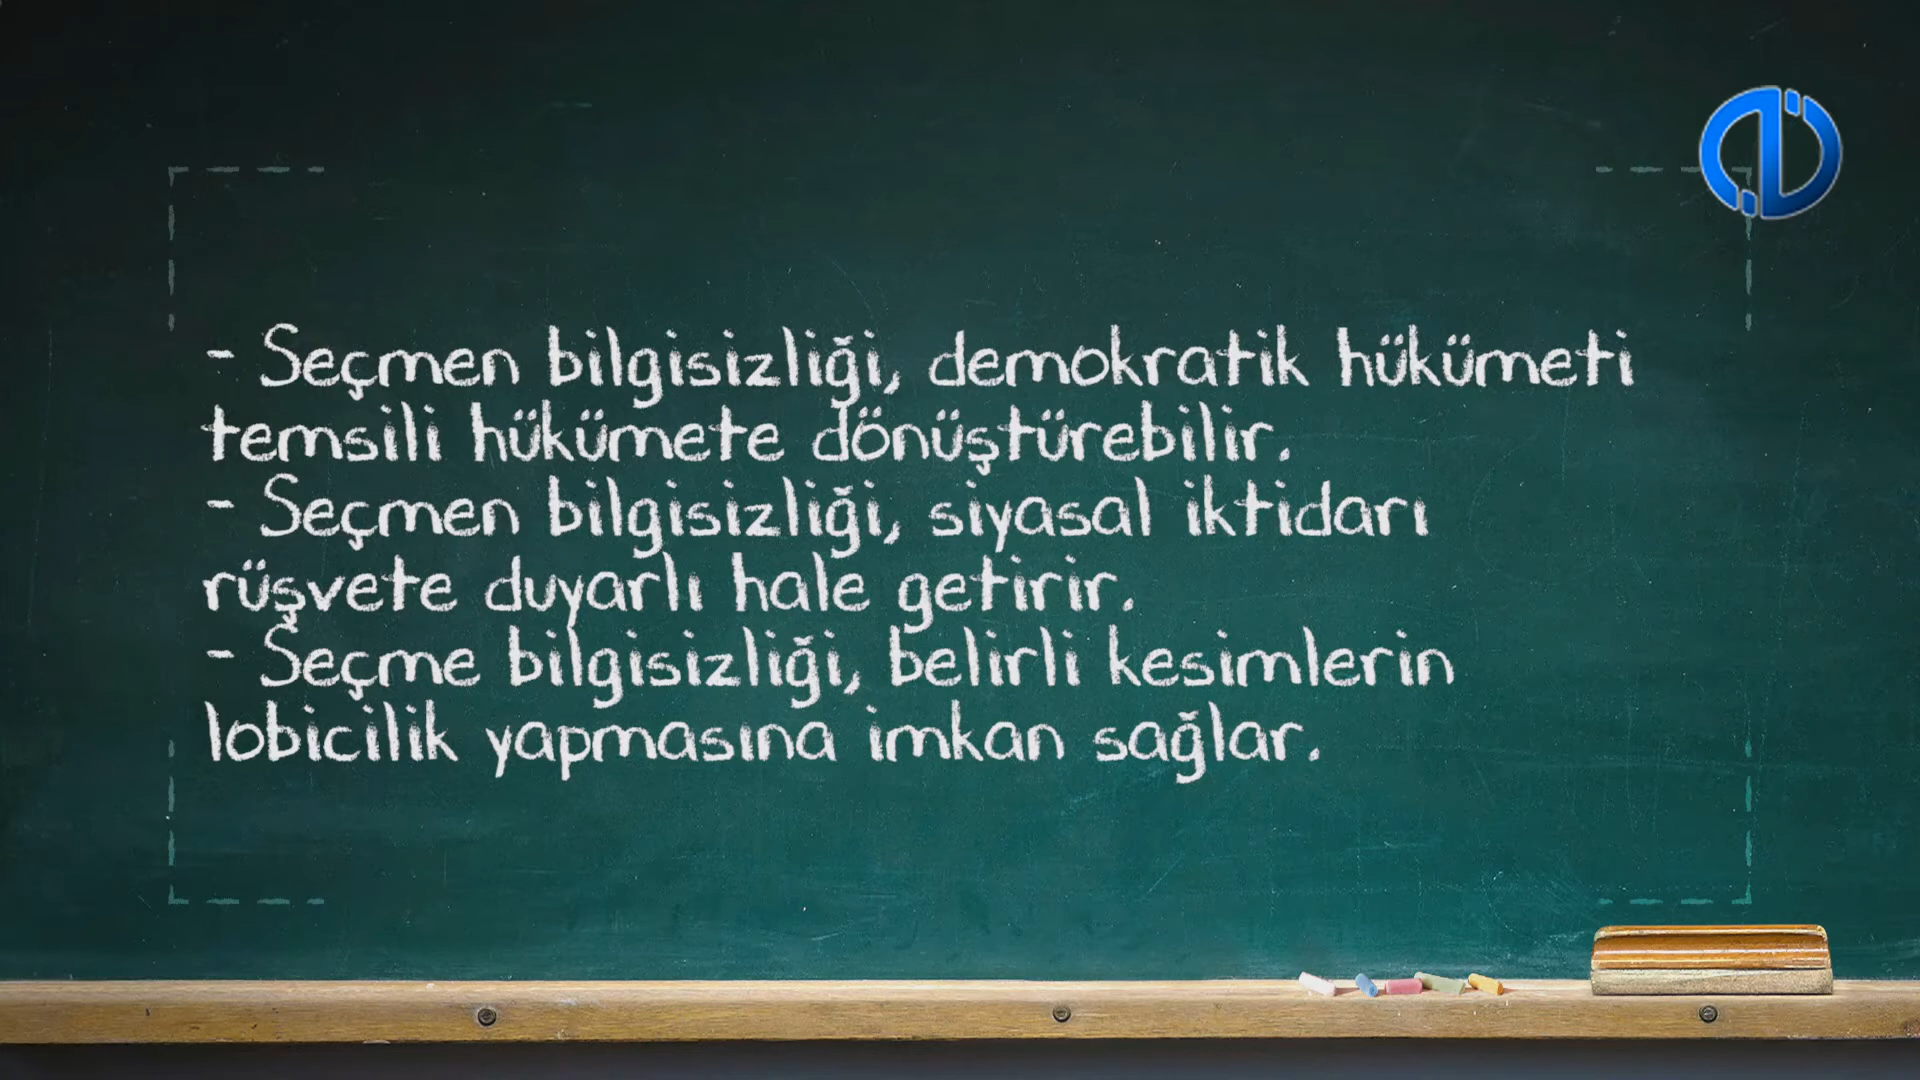 - Seçmen bilgisizliği, demokratik hükümeti
temsili hükümete dönüştürebilir.
- Seçmen bilgisizliği, siyasal iktidarı
rüşvete duyarlı hale getirir.
- Seçme bilgisizliği, belirli kesimlerin
lobicilik yapmasına imkan sağlar.